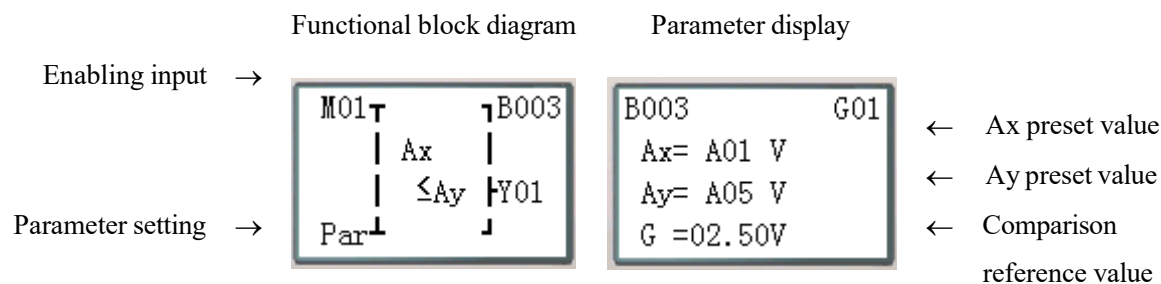 Functional block diagram Parameter display
Enabling input →
M01 B003
B003 G01
← Ax preset value
Ax
Ax= A01 V
← Ay preset value
≤Ay Y01
Ay= A05 V
Parameter setting →
Par
G =02.50V
← Comparison
reference value